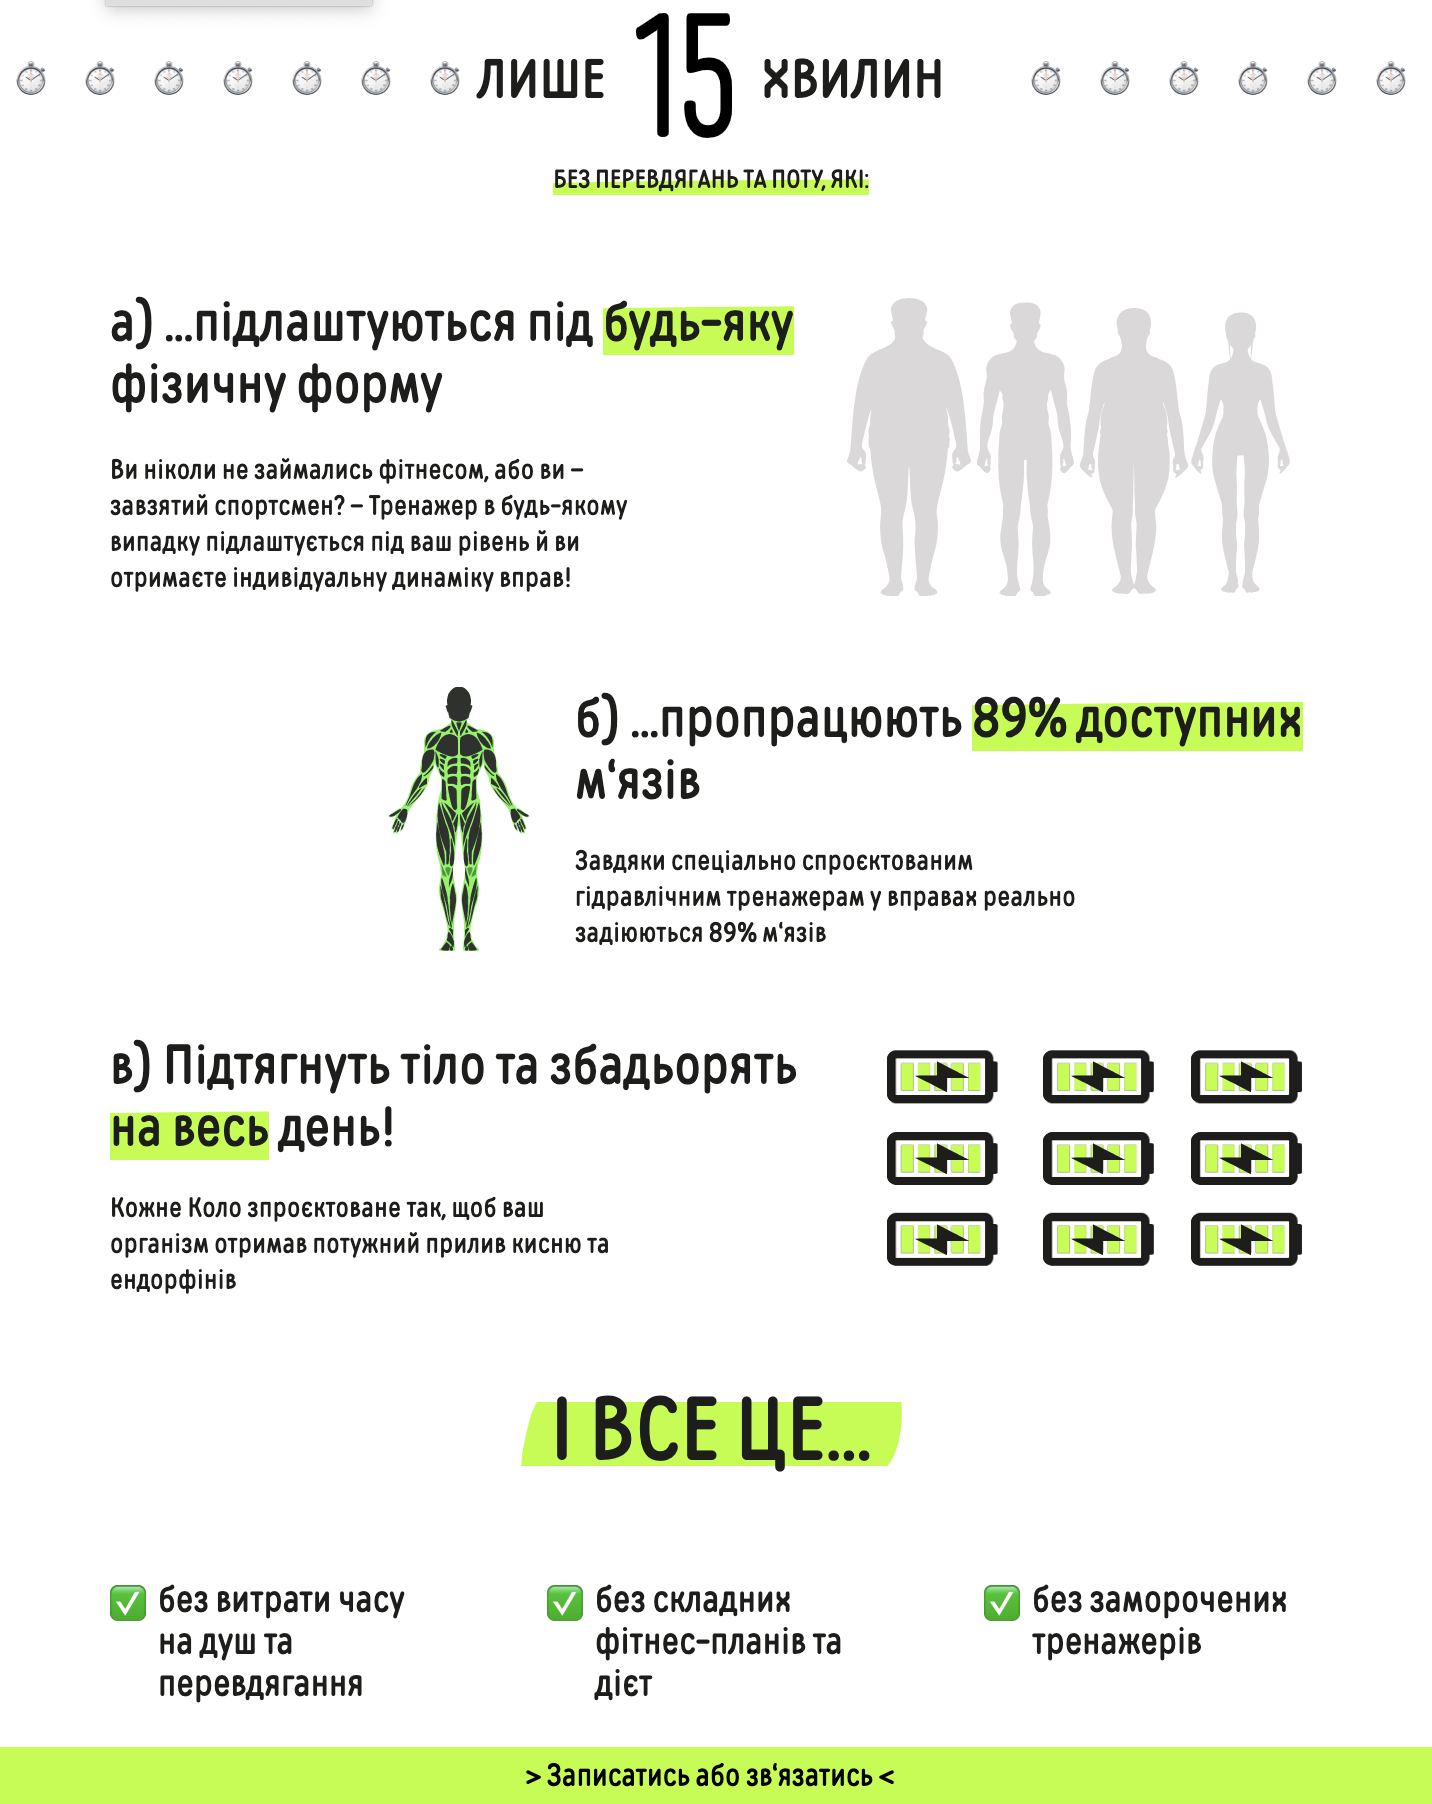 ЛИШЕ 15 ХВИЛИН
БЕЗ ПЕРЕВДЯГАНЬ ТА ПОТУ, ЯКІ:
а) ...підлаштуються під будь-яку
фізичну форму
Ви ніколи не займались фітнесом, або ви –
завзятий спортсмен? – Тренажер в будь-якому
випадку підлаштується під ваш рівень й ви
отримаєте індивідуальну динаміку вправ!
б) ...пропрацюють 89% доступних
м‘язів
Завдяки спеціально спроєктованим
гідравлічним тренажерам у вправах реально
задіюються 89% м‘язів
в) Підтягнуть тіло та збадьорять
на весь день!
Кожне Коло зпроєктоване так, щоб ваш
організм отримав потужний прилив кисню та
ендорфінів
І ВСЕ ЦЕ...
без витрати часу
на душ та
перевдягання
без складних
фітнес-планів та
дієт
без заморочених
тренажерів
> Записатись або зв‘язатись <